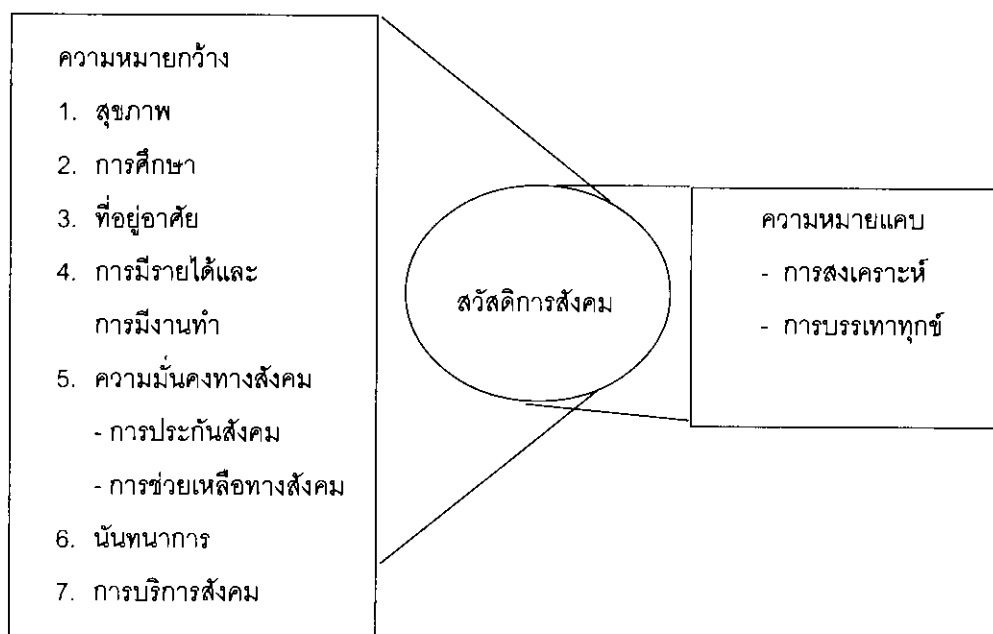 ความหมายกว้าง
1. สุขภาพ
2. การศึกษา
3. ที่อยู่อาศัย
4. การมีรายได้และ
การมีงานทำ
5. ความมั่นคงทางสังคม
- การประกันสังคม
- การช่วยเหลือทางสังคม
6. นันทนาการ
7. การบริการสังคม
สวัสดิการสังคม
ความหมายแคบ
- การสงเคราะห์
- การบรรเทาทุกข์